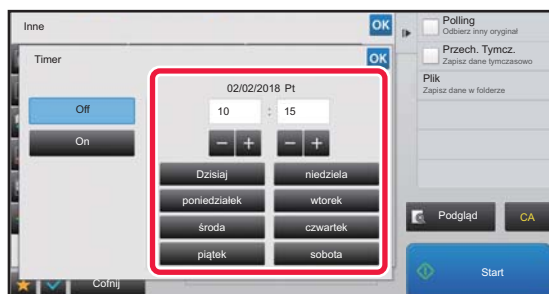 Inne
OK
Timer
OK
02/02/2018 Pt
10 : 15
Off
On
Dzisiaj
niedziela
poniedziałek
wtorek
środa
czwartek
piątek
sobota
Cofnij
Polling
Odbierz inny oryginał
Przech. Tymcz.
Zapisz dane tymczasowo
Plik
Zapisz dane w folderze
Podgląd
CA
Start